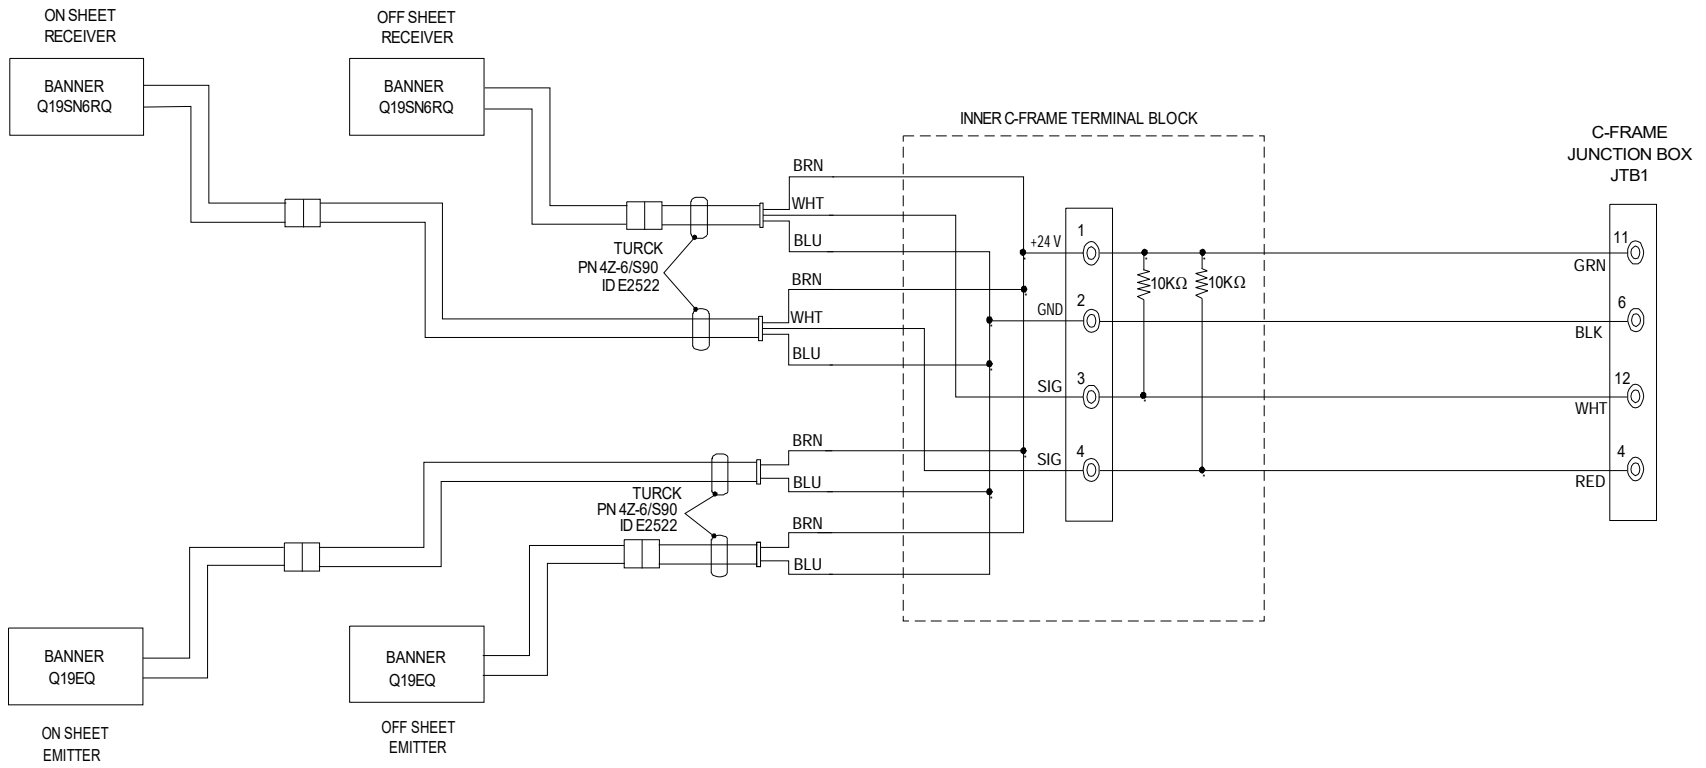 ON SHEET
RECEIVER
BANNER
Q19SN6RQ
OFF SHEET
RECEIVER
BANNER
Q19SN6RQ
TURCK
PN 4Z-6/S90
ID E2522
BRN
WHT
BLU
BRN
WHT
BLU
BRN
BLU
BRN
BLU
TURCK
PN 4Z-6/S90
ID E2522
BANNER
Q19EQ
ON SHEET
EMITTER
BANNER
Q19EQ
OFF SHEET
EMITTER
INNER C-FRAME TERMINAL BLOCK
+24 V
1
GND
2
SIG
3
SIG
4
10KΩ
10KΩ
C-FRAME
JUNCTION BOX
JTB1
11
GRN
6
BLK
12
WHT
4
RED